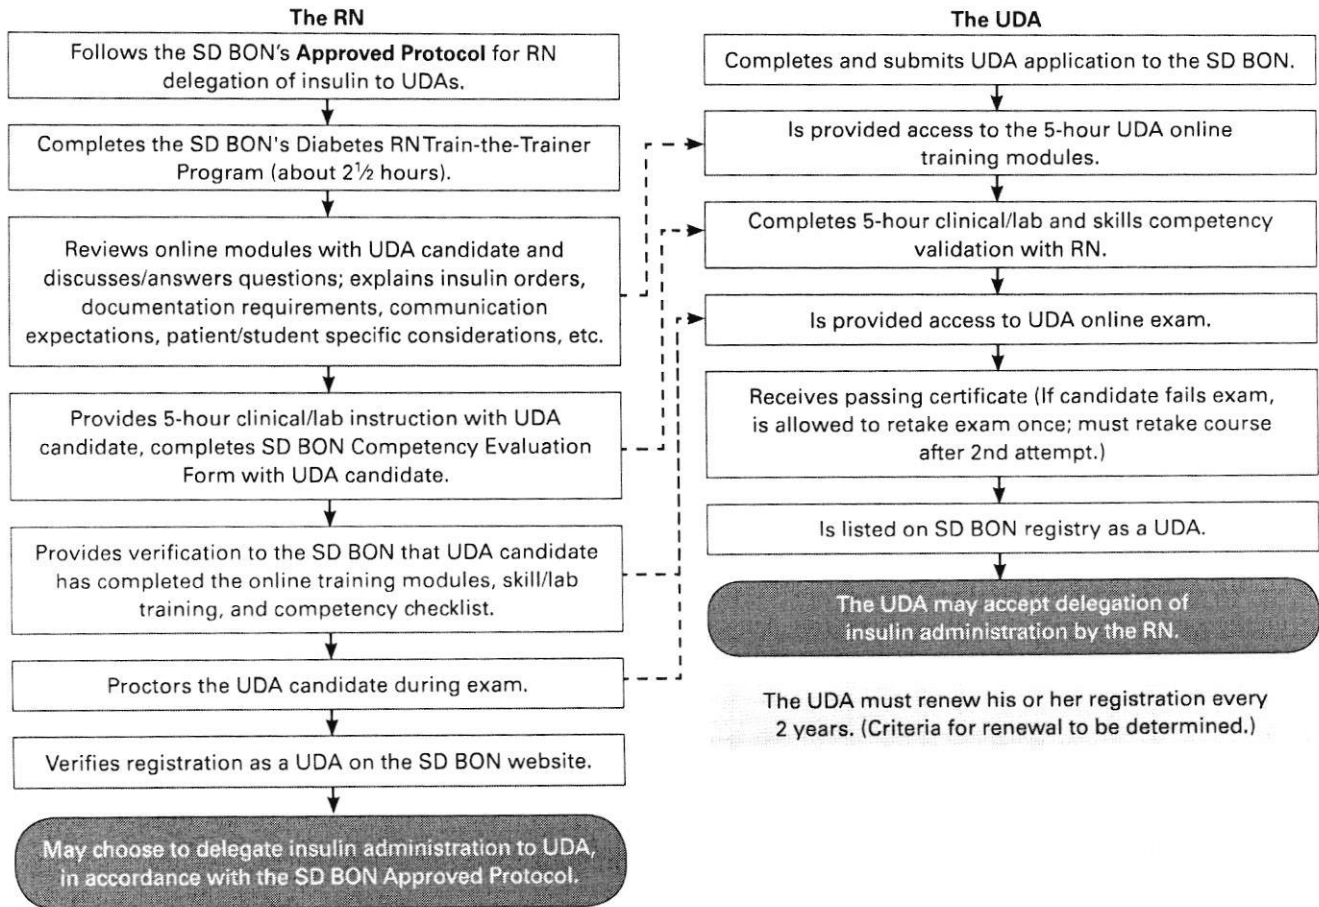 The RN
Follows the SD BON's Approved Protocol for RN
delegation of insulin to UDAs.
Completes the SD BON's Diabetes RN Train-the-Trainer
Program (about 2½ hours).
Reviews online modules with UDA candidate and
discusses/answers questions; explains insulin orders,
documentation requirements, communication
expectations, patient/student specific considerations, etc.
Provides 5-hour clinical/lab instruction with UDA
candidate, completes SD BON Competency Evaluation
Form with UDA candidate.
Provides verification to the SD BON that UDA candidate
has completed the online training modules, skill/lab
training, and competency checklist.
Proctors the UDA candidate during exam.
Verifies registration as a UDA on the SD BON website.
May choose to delegate insulin administration to UDA,
in accordance with the SD BON Approved Protocol.
The UDA
Completes and submits UDA application to the SD BON.
Is provided access to the 5-hour UDA online
training modules.
Completes 5-hour clinical/lab and skills competency
validation with RN.
Is provided access to UDA online exam.
Receives passing certificate (If candidate fails exam,
is allowed to retake exam once; must retake course
after 2nd attempt.)
Is listed on SD BON registry as a UDA.
The UDA may accept delegation of
insulin administration by the RN.
The UDA must renew his or her registration every
2 years. (Criteria for renewal to be determined.)